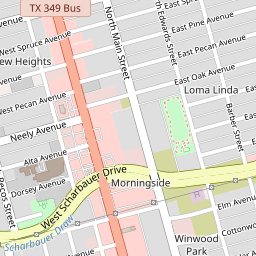 TX 349 Bus
East Pine Avenue
North Main Street
West Spruce Avenue
North Edwards Street
East Pecan Avenue
ew Heights
East Oak Avenue
Loma Linda
West Pecan Avenue
Barber Street
Neely Avenue
Alta Avenue
West Scharbauer Drive
Dorsey Avenue
Morningside
Pecos Street
Elm Avenue
Scharbauer Draw
Cottonwood
Winwood
Park